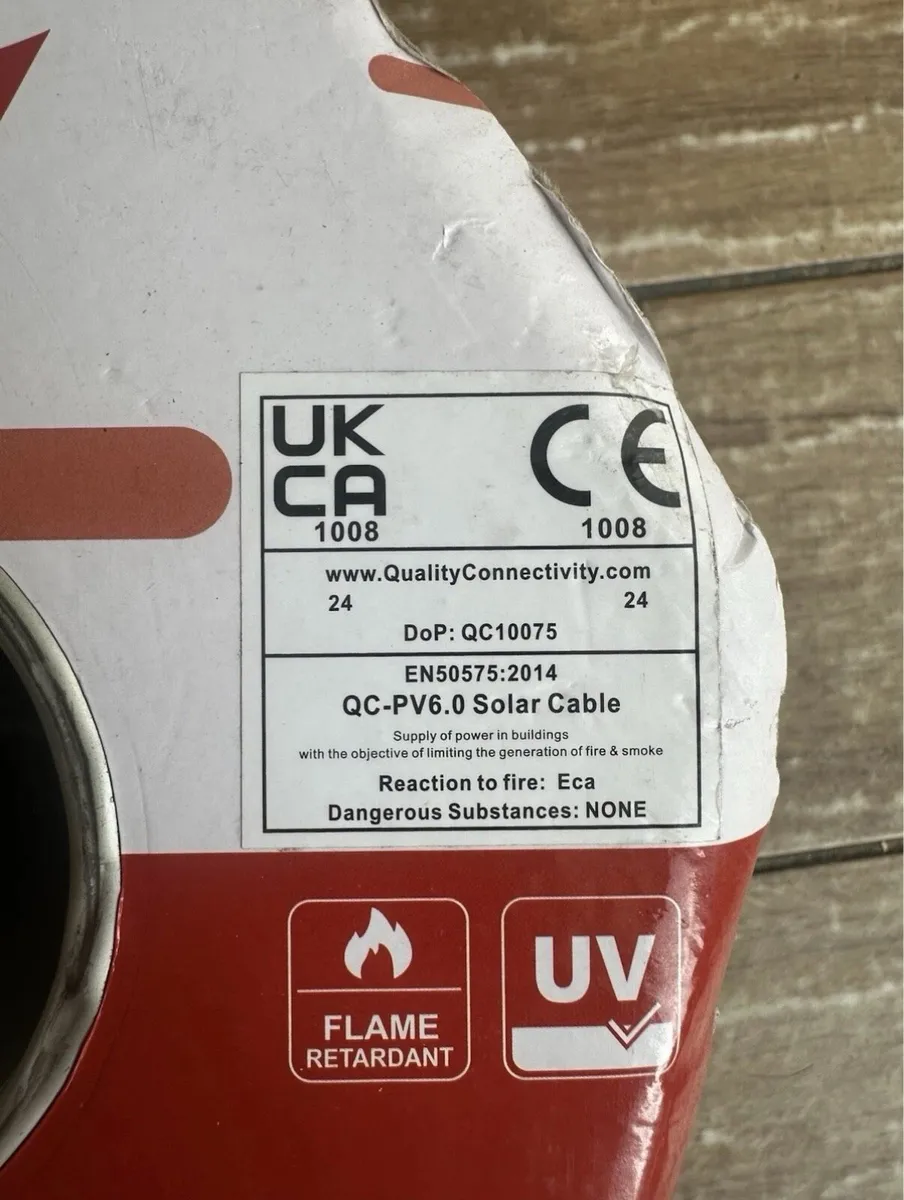 UK CE
CA
1008 1008
www.QualityConnectivity.com
24 24
DoP: QC10075
EN50575:2014
QC-PV6.0 Solar Cable
Supply of power in buildings
with the objective of limiting the generation of fire & smoke
Reaction to fire: Eca
Dangerous Substances: NONE
FLAME UV
RETARDANT